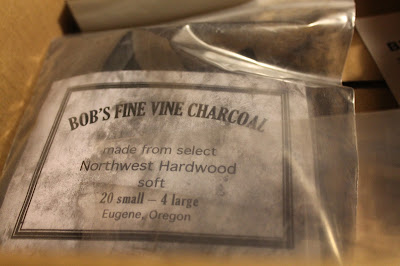 BOB'S FINE VINE CHARCOAL
made from select
Northwest Hardwood
soft
20 small – 4 large
Eugene, Oregon